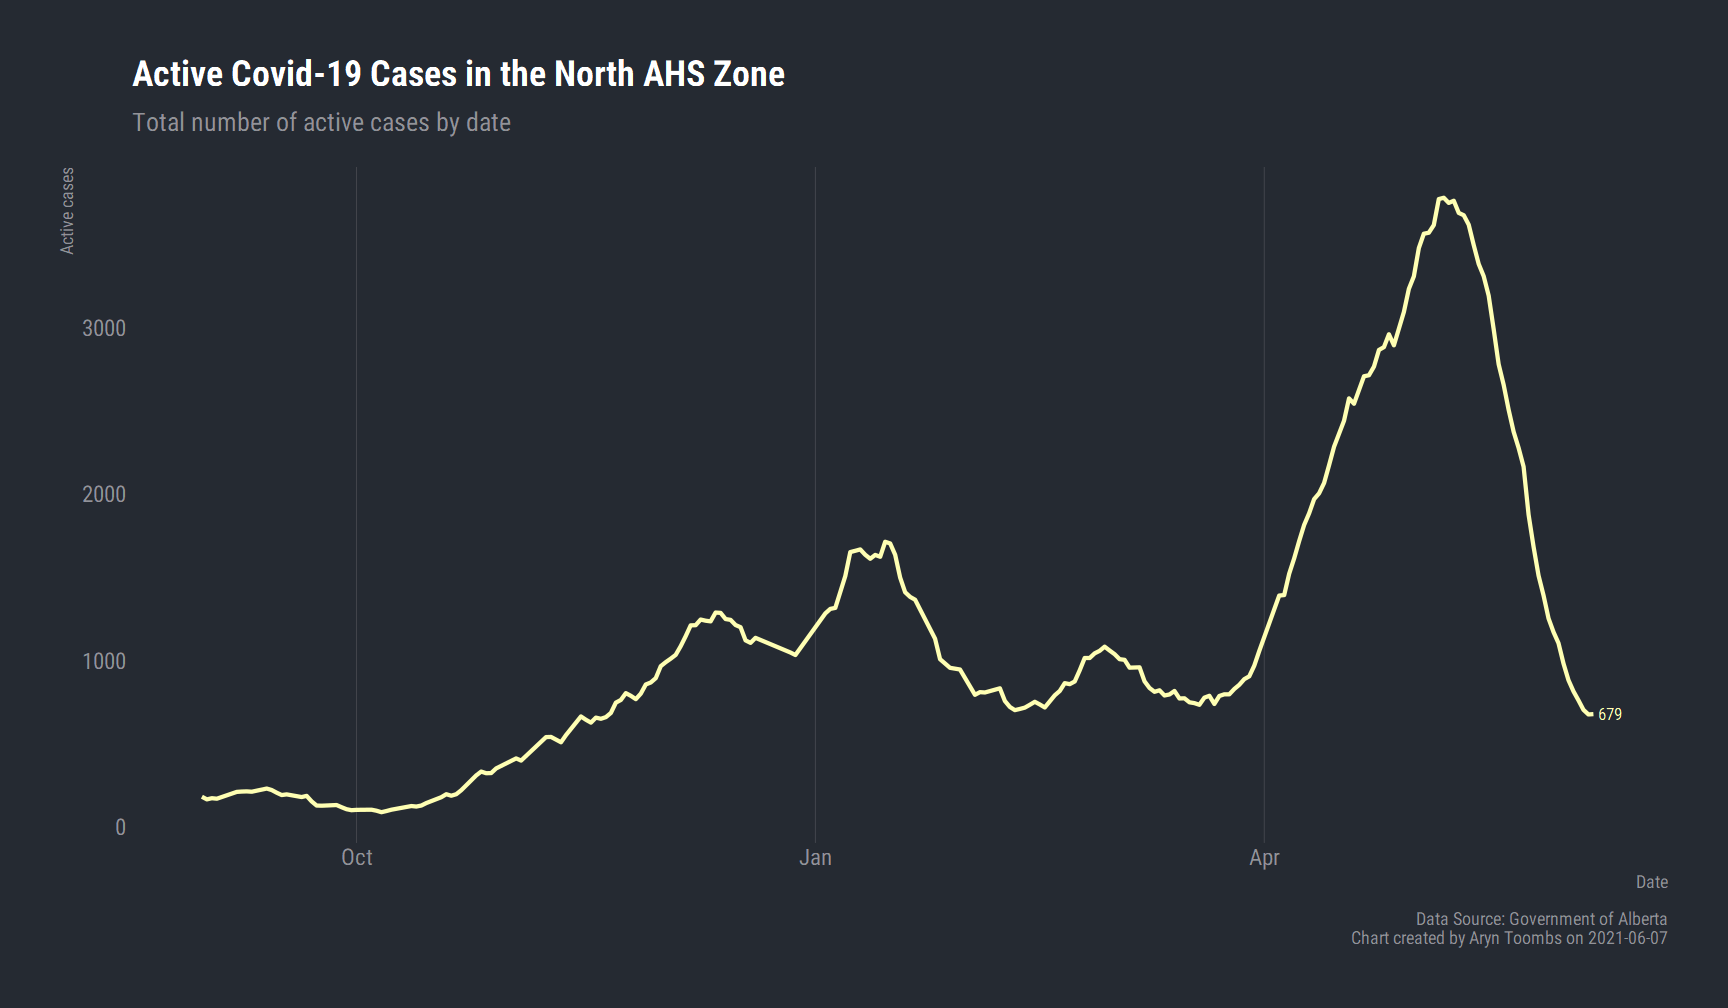 Active Covid-19 Cases in the North AHS Zone
Total number of active cases by date
Active cases
3000
2000
1000
0
679
Oct
Jan
Apr
Date
Data Source: Government of Alberta
Chart created by Aryn Toombs on 2021-06-07